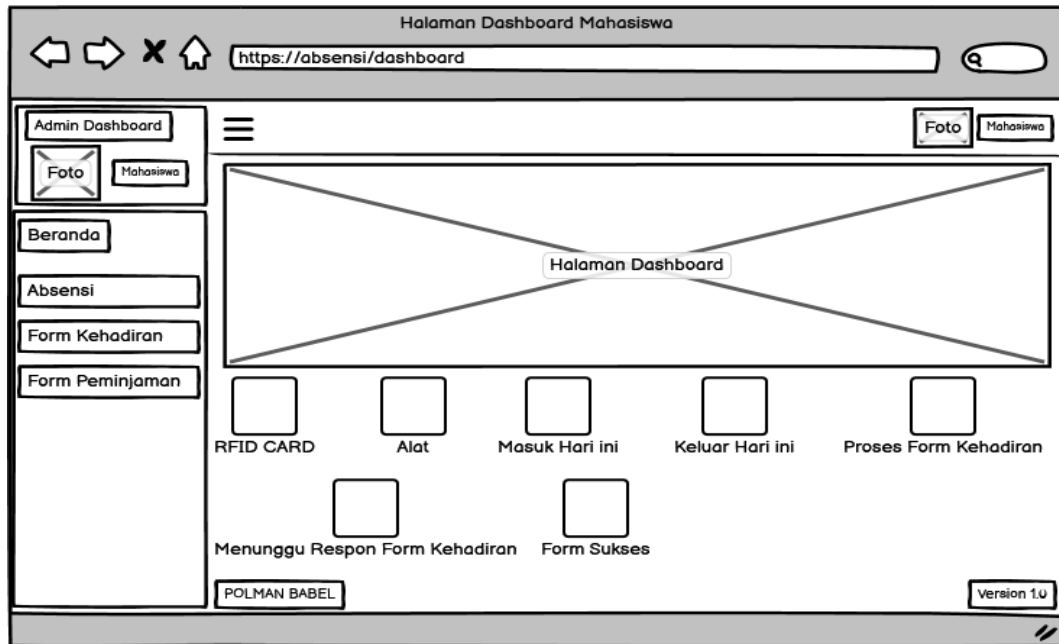 Halaman Dashboard Mahasiswa
https://absensi/dashboard
Admin Dashboard
Foto
Mahasiswa
Foto
Mahasiswa
Beranda
Absensi
Form Kehadiran
Form Peminjaman
Halaman Dashboard
RFID CARD
Alat
Masuk Hari ini
Keluar Hari ini
Proses Form Kehadiran
Menunggu Respon Form Kehadiran
Form Sukses
POLMAN BABEL
Version 1.0